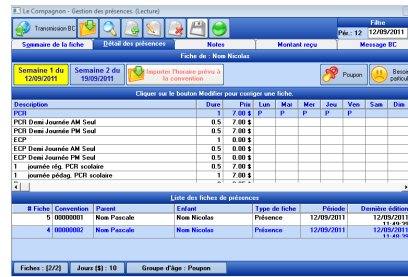 Le Compagnon - Gestion des présences. (Lecture)
Transmission BC
Filtre
Pér.: 12 12/09/2011
Sommaire de la fiche Détail des présences Notes Montant reçu Message BC
Fiche de : Nom Nicolas
Semaine 1 du 12/09/2011
Semaine 2 du 19/09/2011
Importer l'horaire prévu à la convention
Poupon
Besoin particul
Cliquer sur le bouton Modifier pour corriger une fiche.
Description Dure Prix Lun Mar Mer Jeu Ven Sam Dim
PCR 1 7.00 $ P P P P P
PCR Demi Journée AM Seul 0.5 7.00 $
PCR Demi Journée PM Seul 0.5 7.00 $
ECP 1 0.00 $
ECP Demi Journée AM Seul 0.5 0.00 $
ECP Demi Journée PM Seul 0.5 0.00 $
1 journée rég. PCR scolaire 0.5 7.00 $
1 journée pédag. PCR scolaire 1 7.00 $
Liste des fiches de présences
# Fiche Convention Parent Enfant Type de fiche Période Dernière édition
5 00000001 Nom Pascale Nom Nicolas Présence 12/09/2011 12/09/2011
4 00000002 Nom Pascale Nom Nicolas Présence 12/09/2011 12/09/2011
Fiches : [2/2] Jours ($) : 10 Groupe d'âge : Poupon